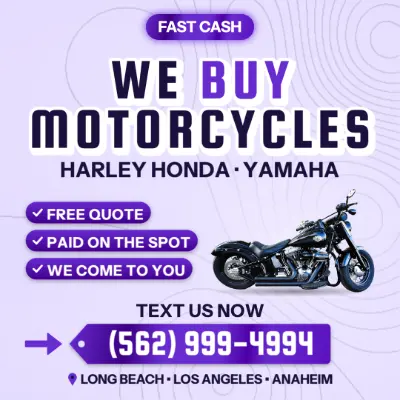 FAST CASH
WE BUY
MOTORCYCLES
HARLEY HONDA · YAMAHA
FREE QUOTE
PAID ON THE SPOT
WE COME TO YOU
TEXT US NOW
(562) 999-4994
LONG BEACH • LOS ANGELES • ANAHEIM